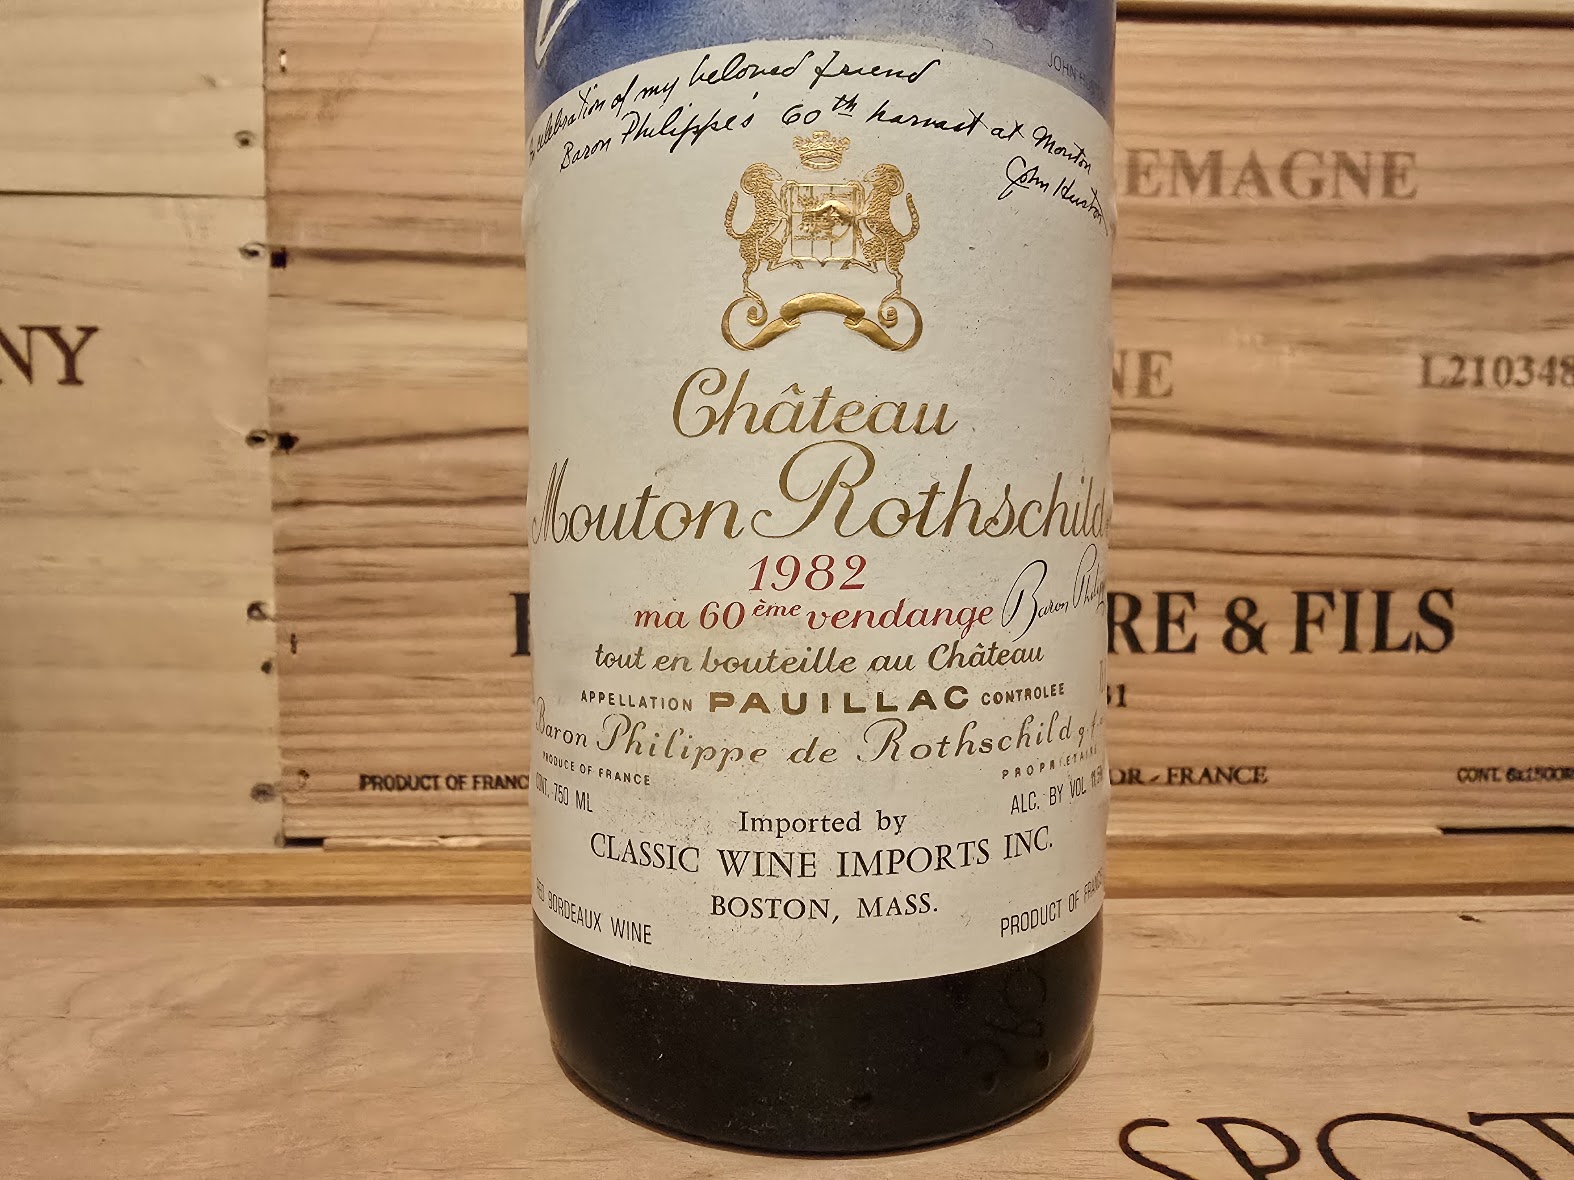 JOHN
celebration of my beloved friend
Baron Philippe's 60th harvest at Mouton
John Huston
Château
Mouton Rothschild
1982
ma 60ème vendange Baron Philippe
tout en bouteille au Château
APPELLATION PAUILLAC CONTROLEE
Baron Philippe de Rothschild g.f.a.
PRODUCE OF FRANCE
PROPRIETAIRE
CONT. 750 ML
ALC. BY VOL
Imported by
CLASSIC WINE IMPORTS INC.
BOSTON, MASS.
RED BORDEAUX WINE
PRODUCT OF FRANCE
NY
EMAGNE
NE
L210348
RE & FILS
PRODUCT OF FRANC
OR - FRANCE
CONT. 6x1500
SPOT